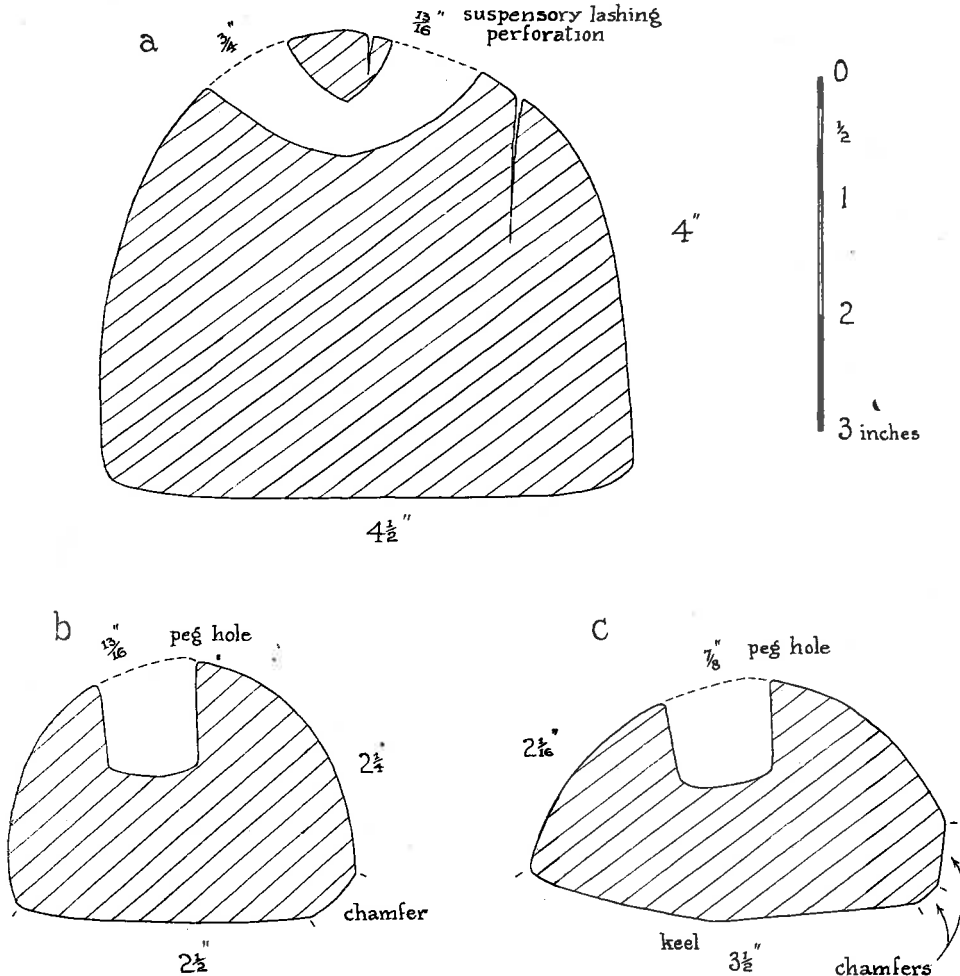 a
3/4"
13/16" suspensory lashing
perforation
0
1/2
1
2
3 inches
4"
4 1/2"
b
13/16"
peg hole
2 1/4"
chamfer
2 1/2"
c
7/8"
peg hole
2 1/16"
keel
3 1/2"
chamfers